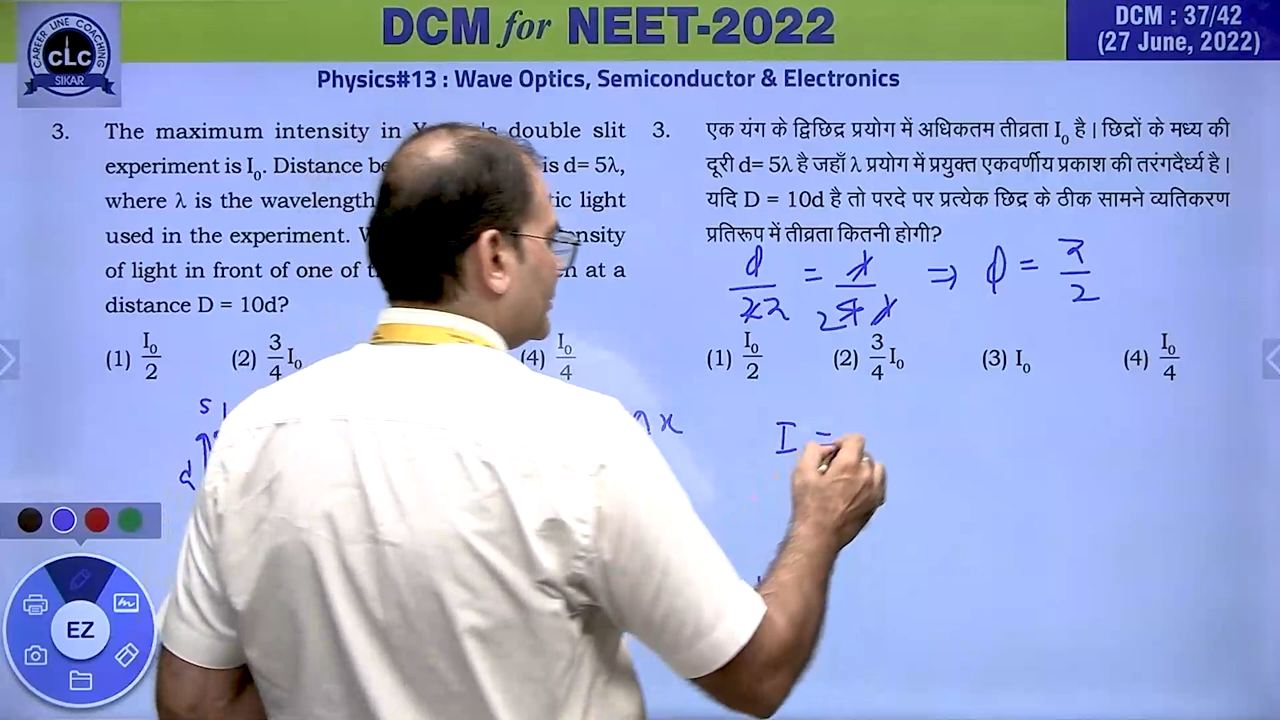 CAREER LINE COACHING
CLC
SIKAR
DCM for NEET-2022
DCM : 37/42
(27 June, 2022)
Physics#13 : Wave Optics, Semiconductor & Electronics
3. The maximum intensity in double slit
experiment is I₀. Distance is d= 5λ,
where λ is the wavelength light
used in the experiment.
of light in front of one of at a
distance D = 10d?
(1) I₀/2 (2) 3/4 I₀ (4) I₀/4
3. एक यंग के द्विछिद्र प्रयोग में अधिकतम तीव्रता I₀ है। छिद्रों के मध्य की
दूरी d= 5λ है जहाँ λ प्रयोग में प्रयुक्त एकवर्णीय प्रकाश की तरंगदैर्ध्य है।
यदि D = 10d है तो परदे पर प्रत्येक छिद्र के ठीक सामने व्यतिकरण
प्रतिरूप में तीव्रता कितनी होगी?
ϕ/2π = λ/4λ ⇒ ϕ = π/2
(1) I₀/2 (2) 3/4 I₀ (3) I₀ (4) I₀/4
S
d
x
I =
EZ